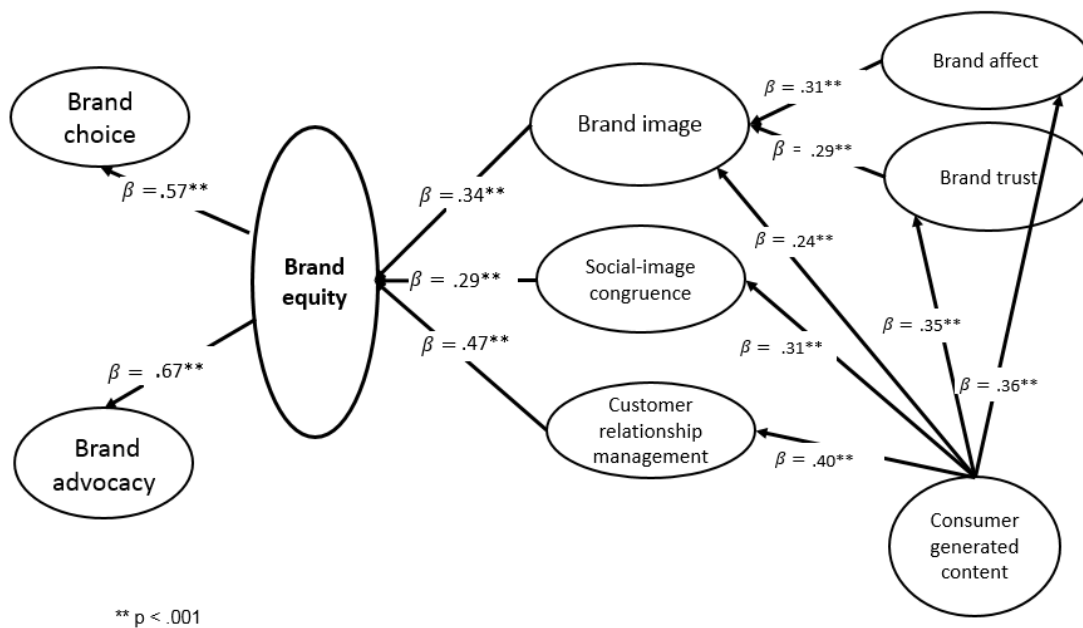 Brand affect
β = .31**
Brand
choice
Brand image
β = .29**
Brand trust
β =.57**
β =.34**
β = .24**
Brand
equity
Social-image
congruence
β = .29**
β = .35**
β =.47**
β = .31**
β = .67**
β =.36**
Customer
relationship
management
Brand
advocacy
β =.40**
Consumer
generated
content
** p < .001